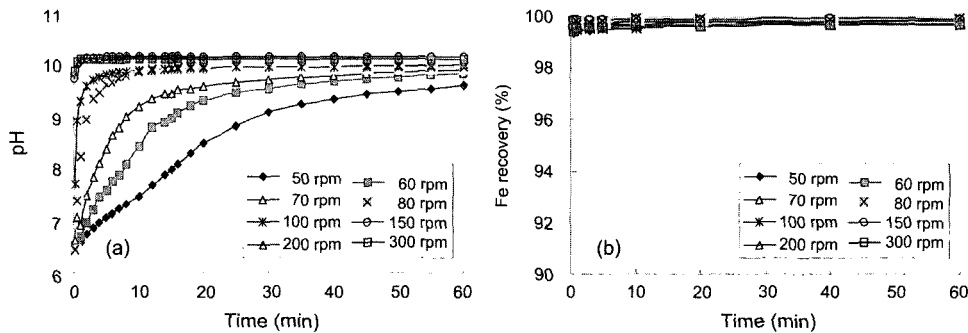 11
10
9
8
7
6
pH
(a)
50 rpm
60 rpm
70 rpm
80 rpm
100 rpm
150 rpm
200 rpm
300 rpm
0 10 20 30 40 50 60
Time (min)
100
98
96
94
92
90
Fe recovery (%)
(b)
50 rpm
60 rpm
70 rpm
80 rpm
100 rpm
150 rpm
200 rpm
300 rpm
0 10 20 30 40 50 60
Time (min)